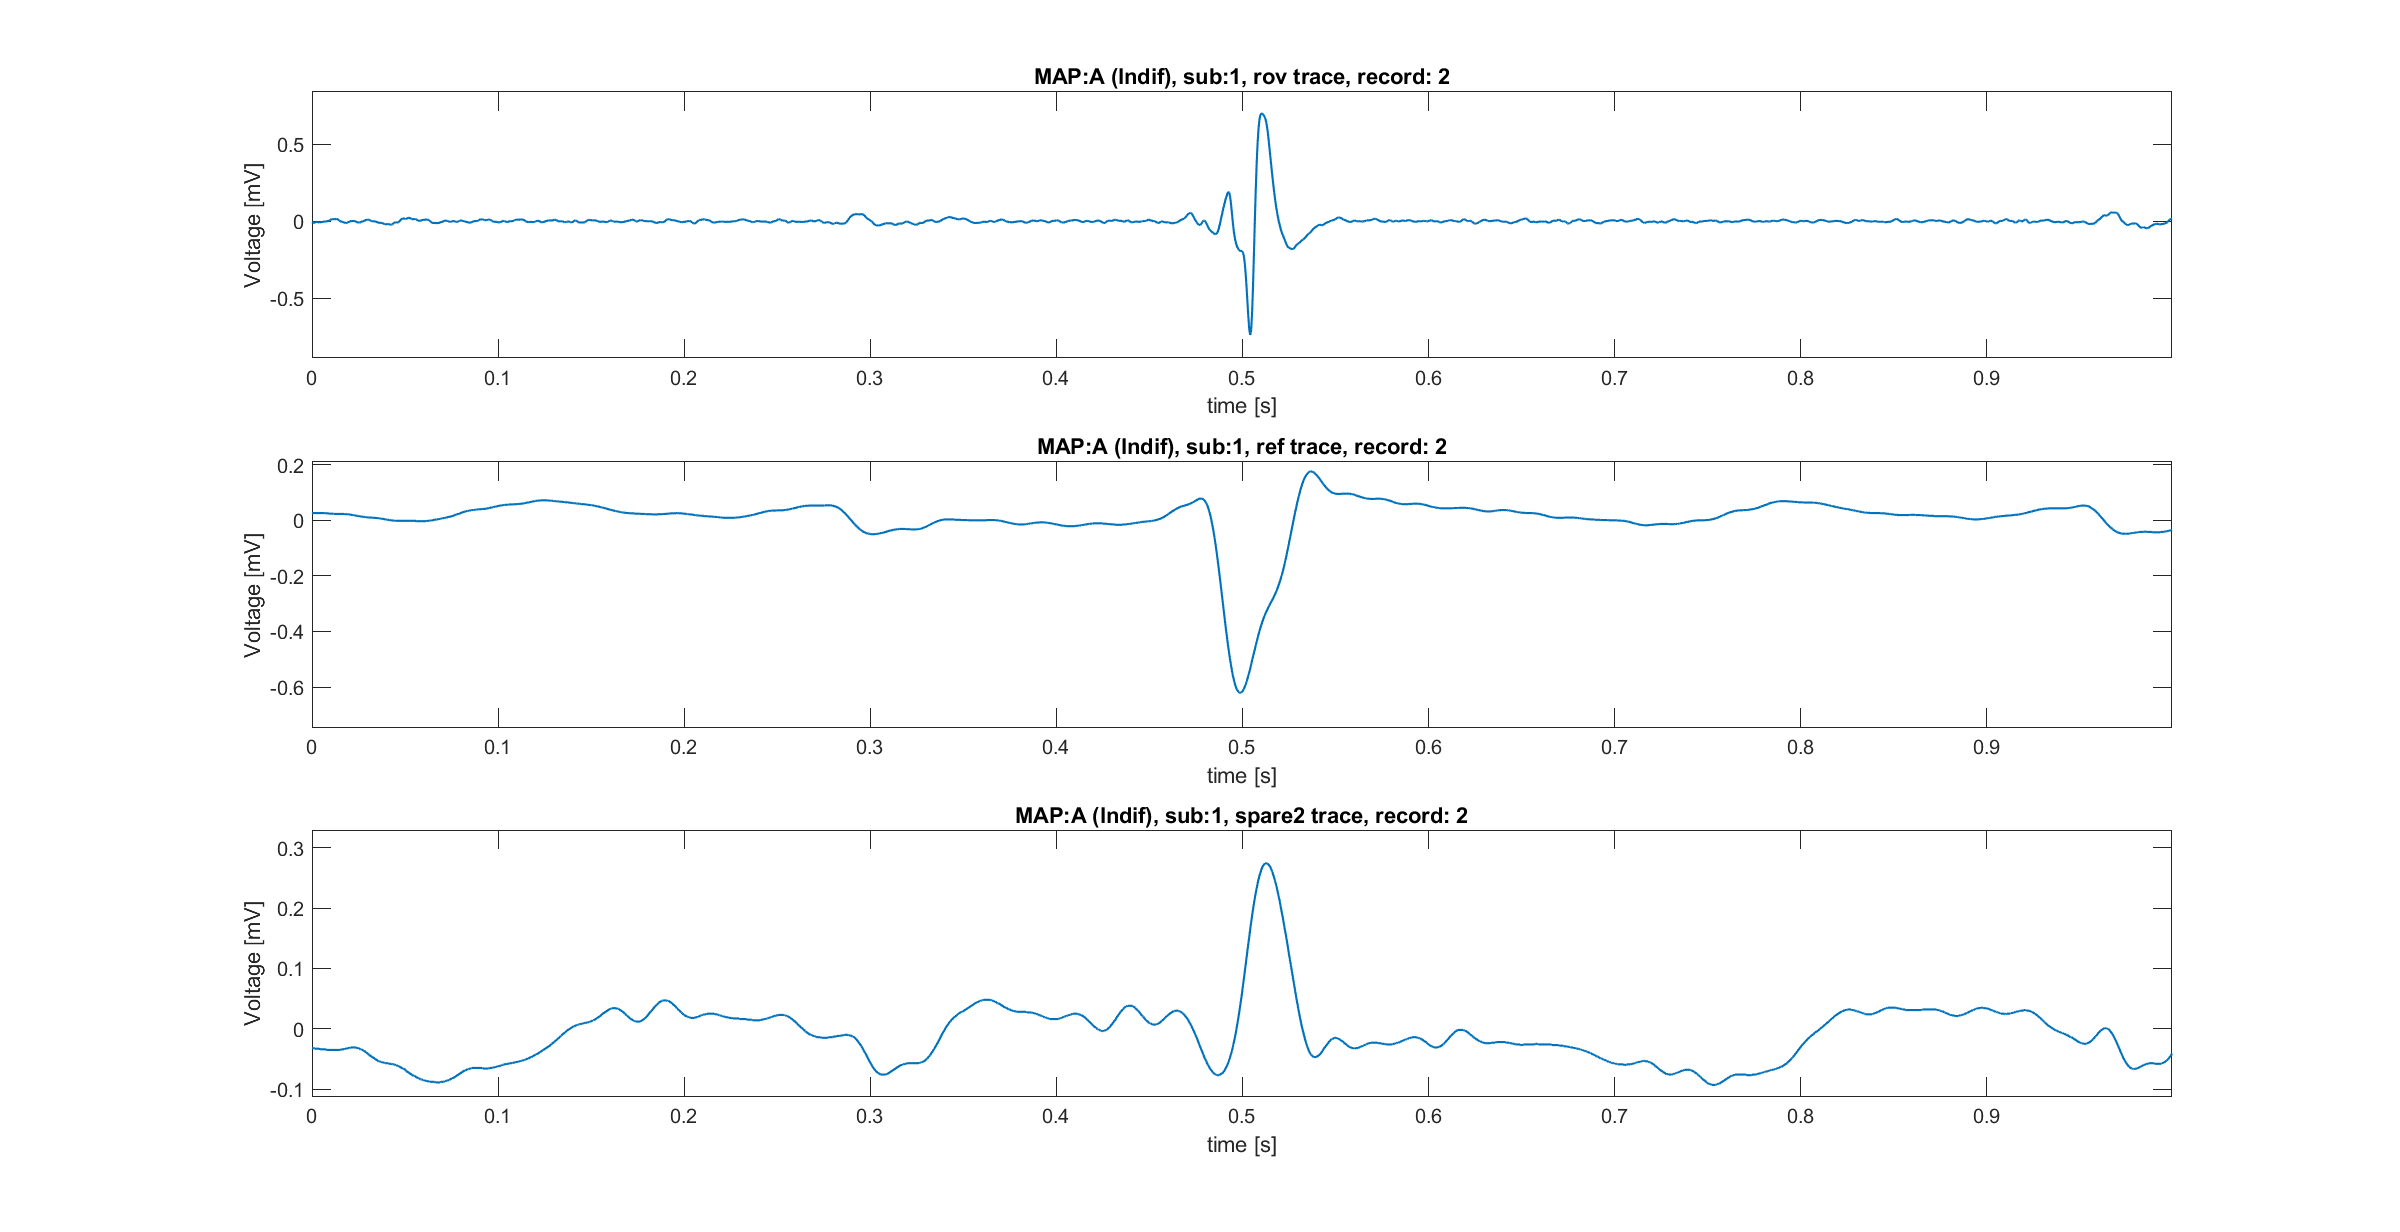 MAP:A (Indif), sub:1, rov trace, record: 2
Voltage [mV]
0.5
0
-0.5
0 0.1 0.2 0.3 0.4 0.5 0.6 0.7 0.8 0.9
time [s]
MAP:A (Indif), sub:1, ref trace, record: 2
Voltage [mV]
0.2
0
-0.2
-0.4
-0.6
0 0.1 0.2 0.3 0.4 0.5 0.6 0.7 0.8 0.9
time [s]
MAP:A (Indif), sub:1, spare2 trace, record: 2
Voltage [mV]
0.3
0.2
0.1
0
-0.1
0 0.1 0.2 0.3 0.4 0.5 0.6 0.7 0.8 0.9
time [s]